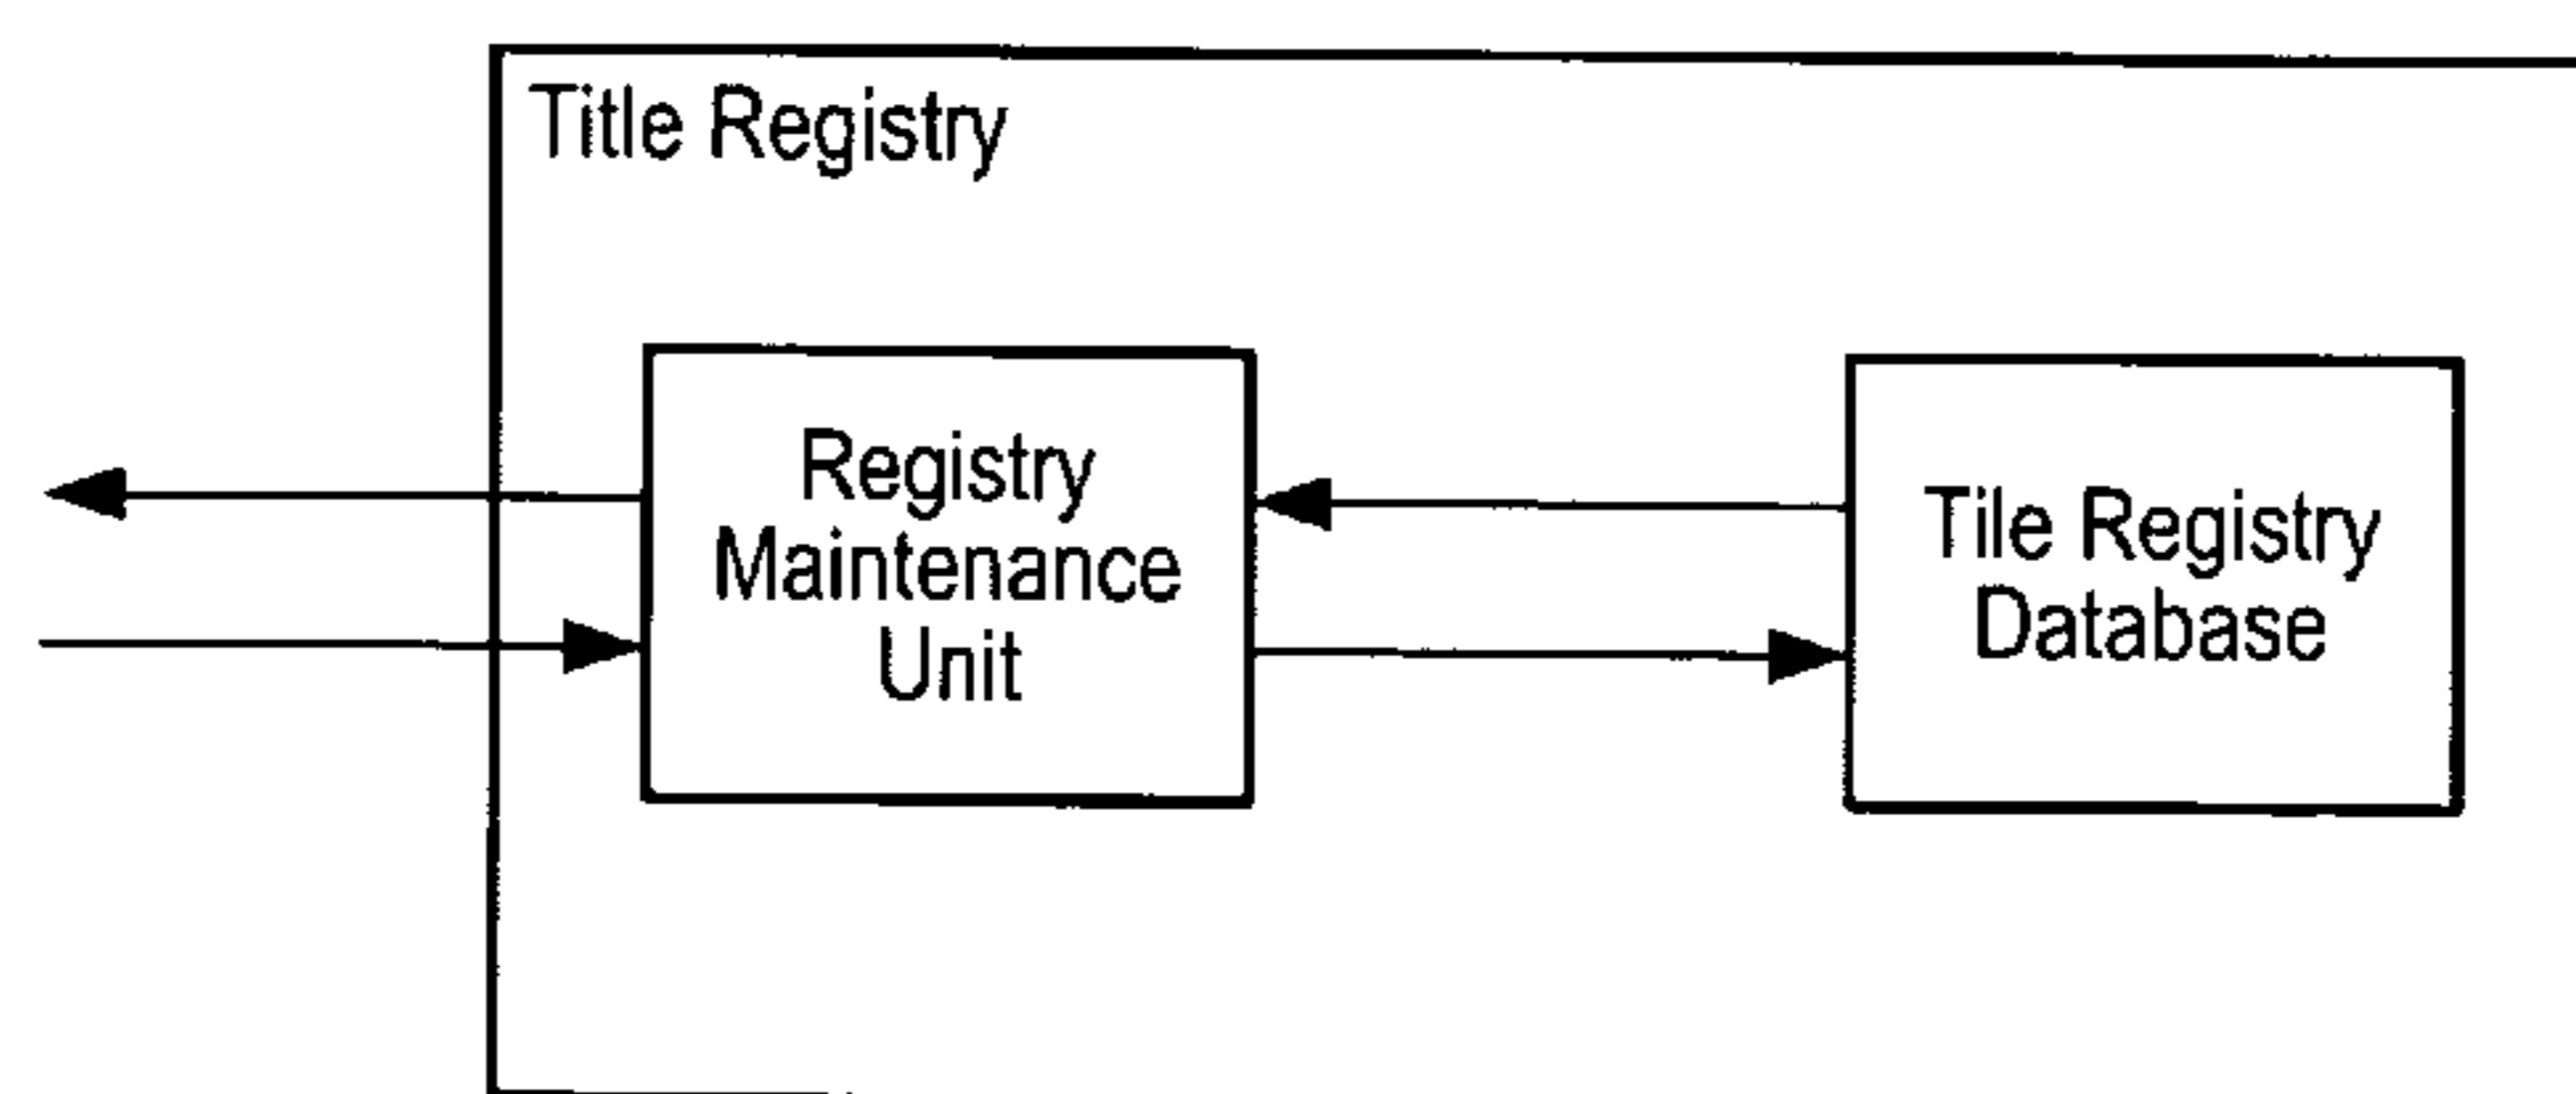 Title Registry
Registry
Maintenance
Unit
Tile Registry
Database